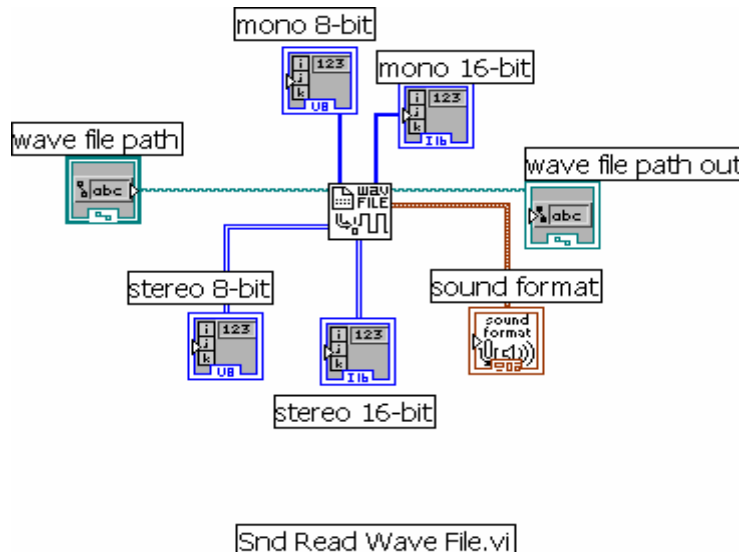 mono 8-bit
i
j
k
123
U8
mono 16-bit
i
j
k
123
I16
wave file path
abc
wav
FILE
wave file path out
abc
stereo 8-bit
i
j
k
123
U8
stereo 16-bit
i
j
k
123
I16
sound format
sound
format
Snd Read Wave File.vi